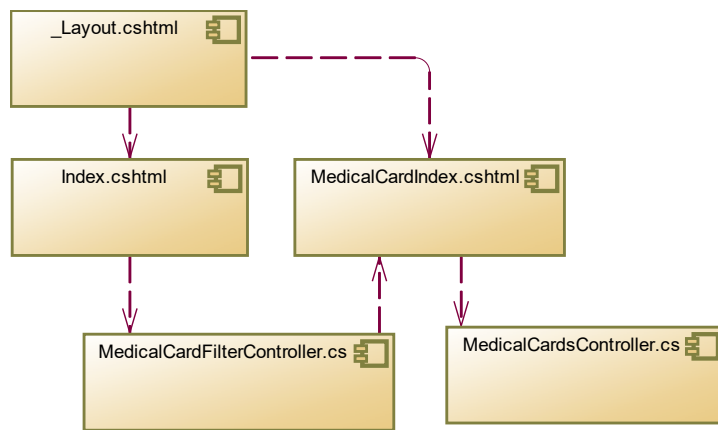 _Layout.cshtml
Index.cshtml
MedicalCardIndex.cshtml
MedicalCardFilterController.cs
MedicalCardsController.cs